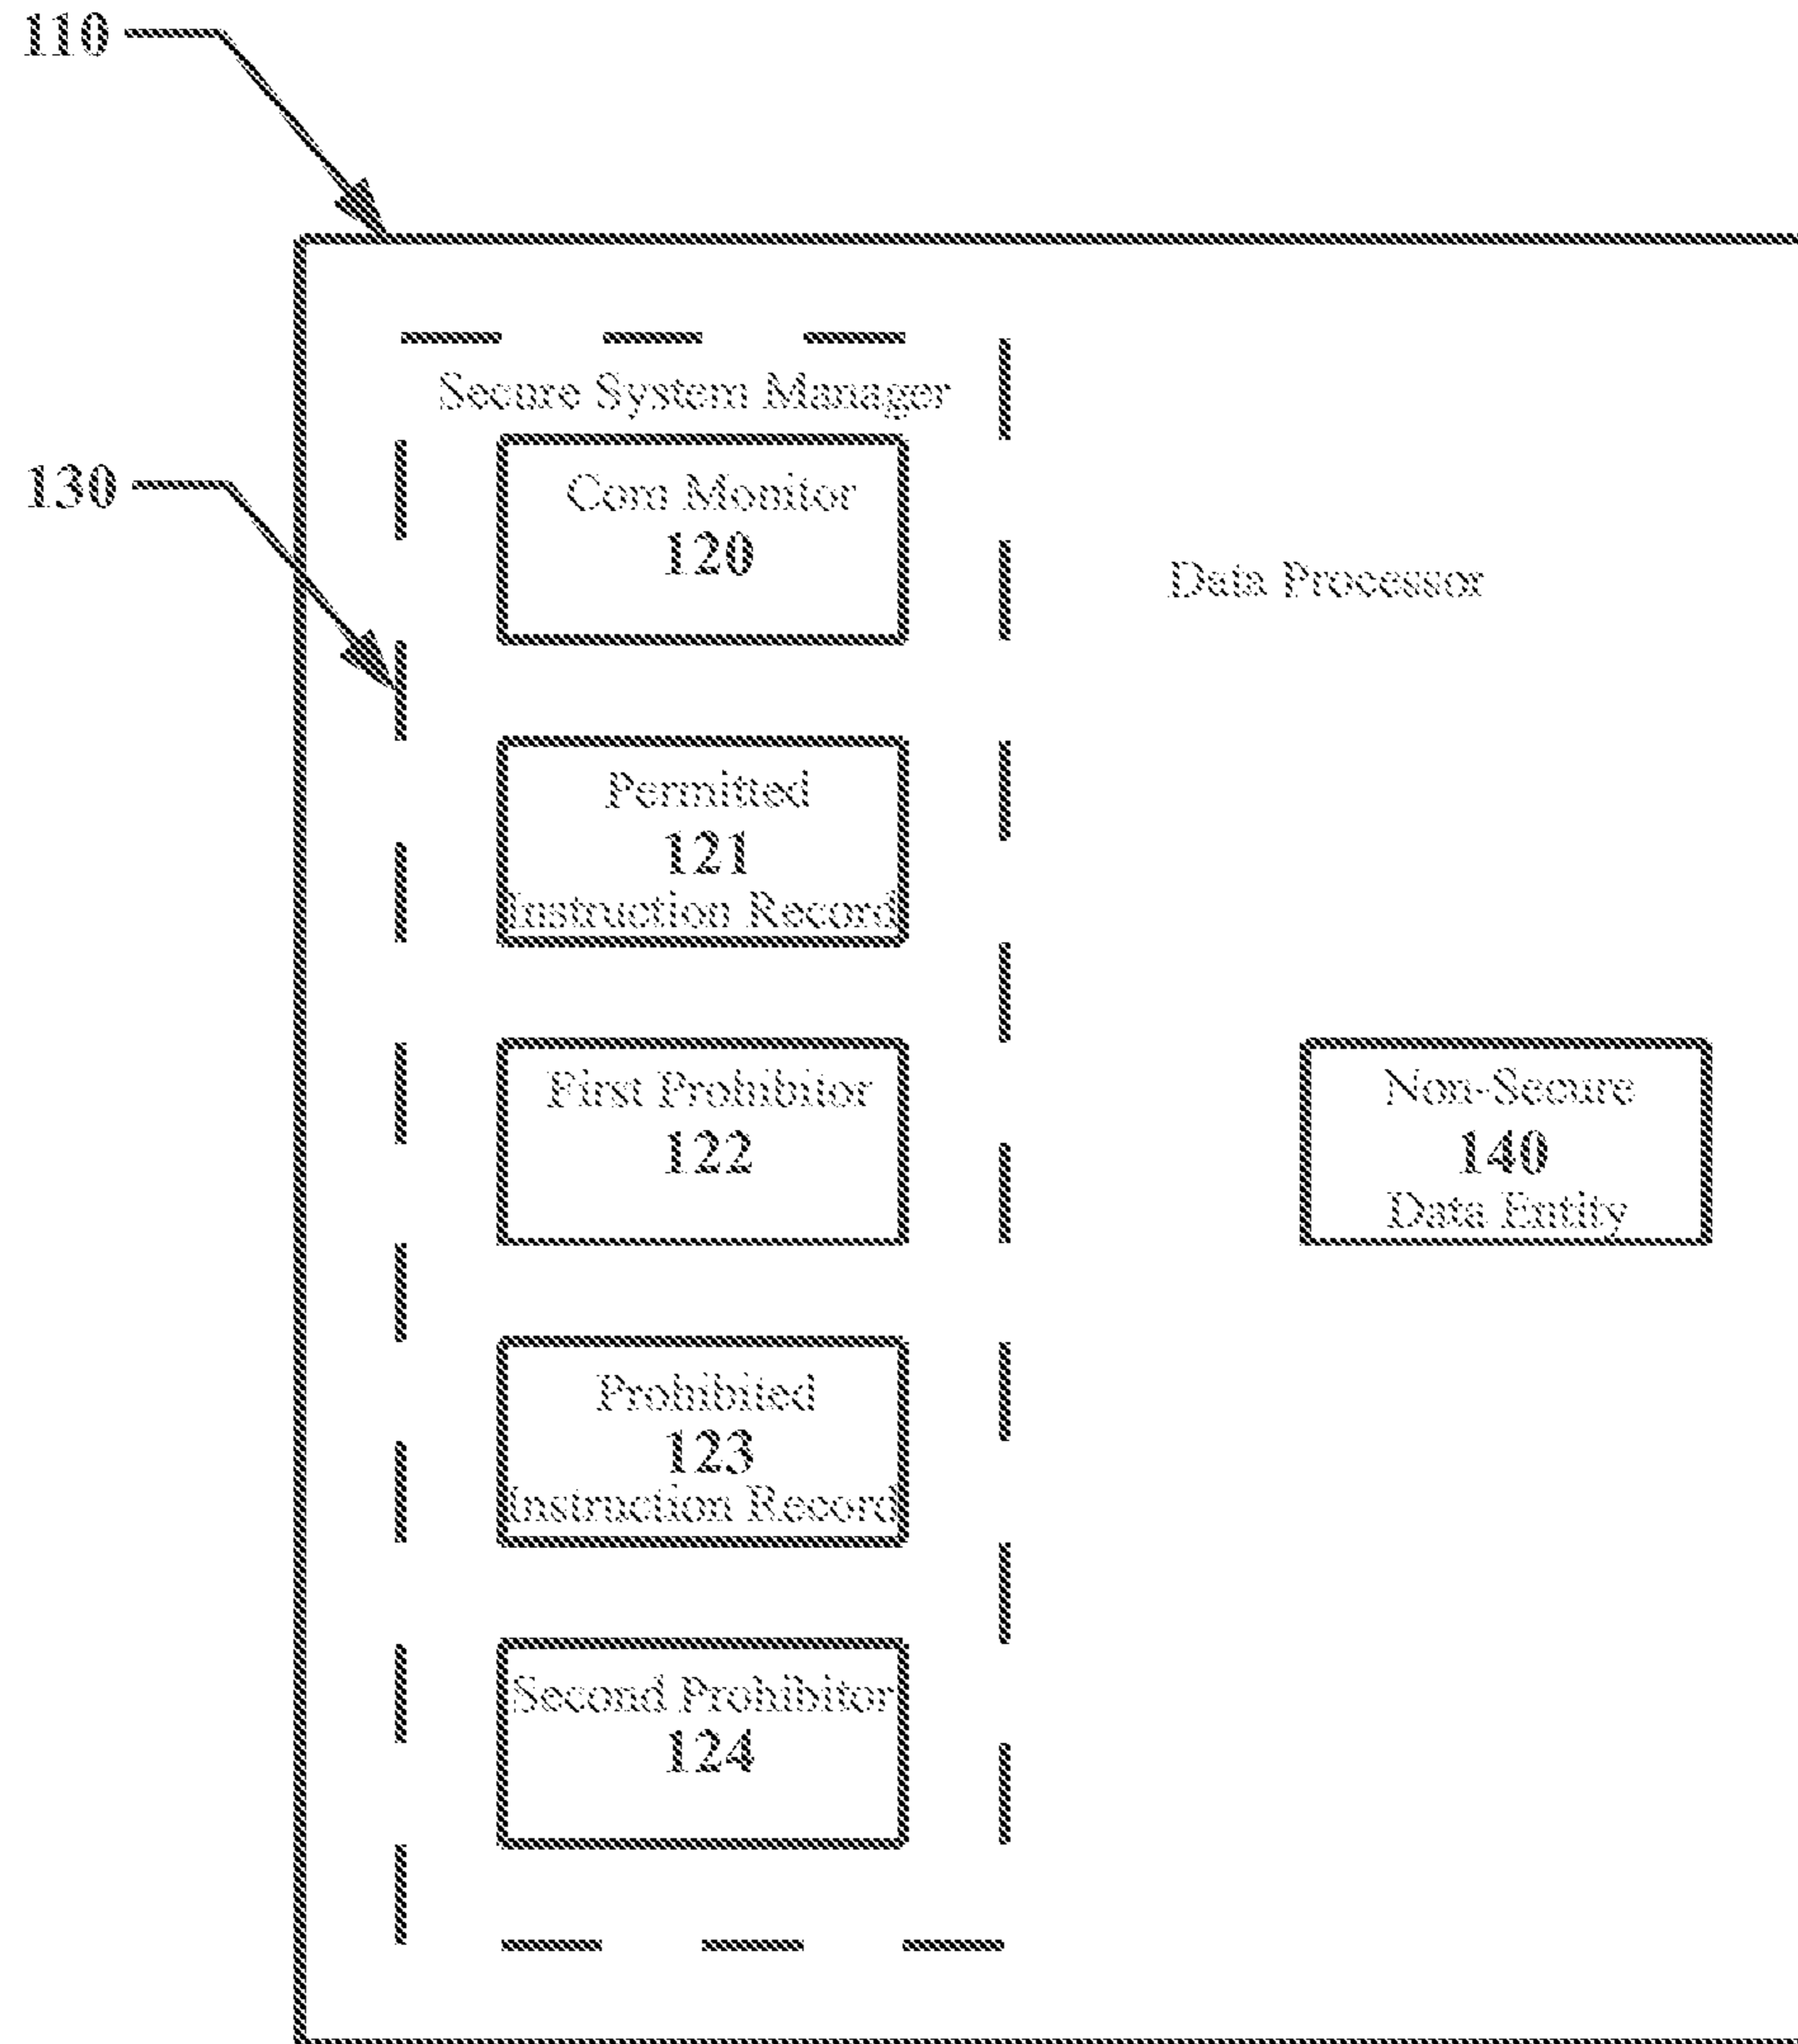 110
Secure System Manager
130
Com Monitor
120
Data Processor
Permitted
121
Instruction Record
First Prohibitor
122
Non-Secure
140
Data Entity
Prohibited
123
Instruction Record
Second Prohibitor
124